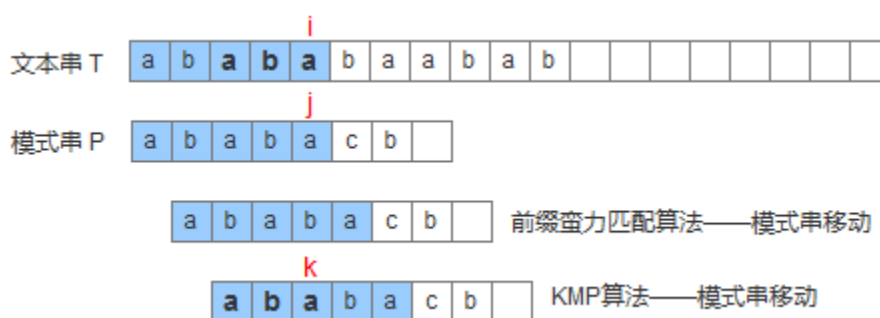 i
文本串 T a b a b a b a a b a b
j
模式串 P a b a b a c b
a b a b a c b 前缀蛮力匹配算法——模式串移动
k
a b a b a c b KMP算法——模式串移动